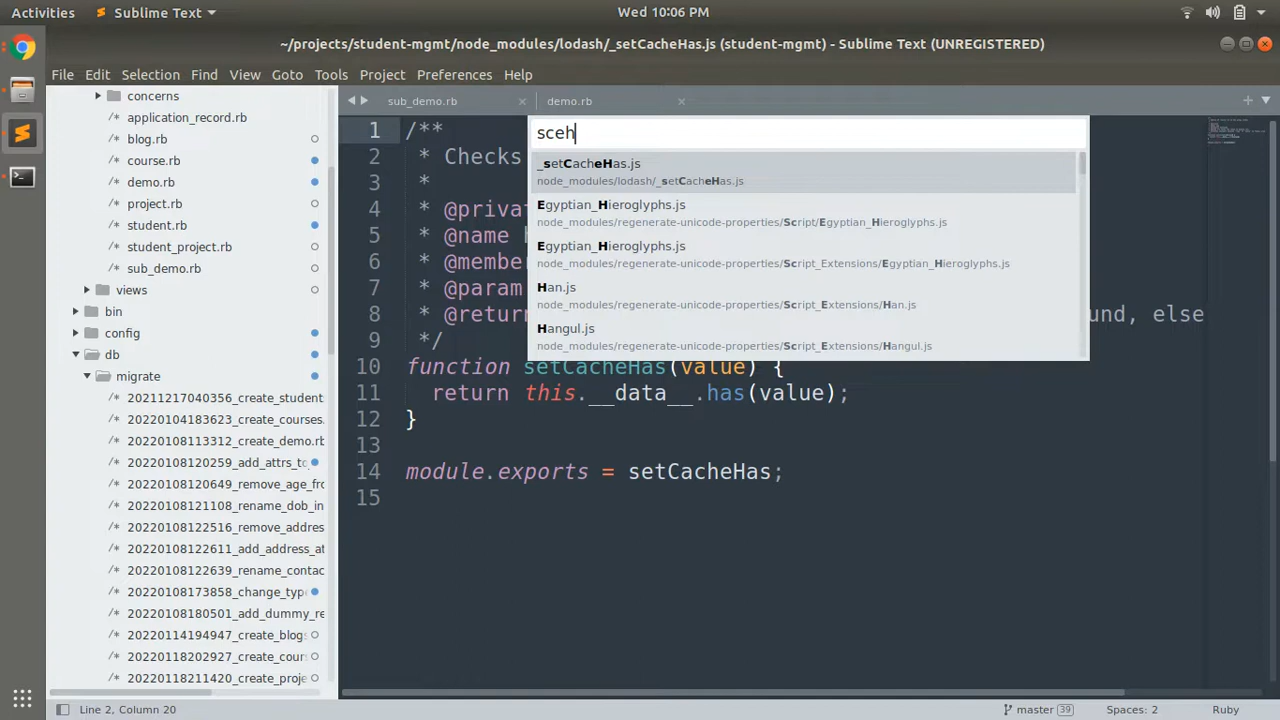 Activities
Sublime Text
Wed 10:06 PM
~/projects/student-mgmt/node_modules/lodash/_setCacheHas.js (student-mgmt) - Sublime Text (UNREGISTERED)
File Edit Selection Find View Goto Tools Project Preferences Help
concerns
application_record.rb
blog.rb
course.rb
demo.rb
project.rb
student.rb
student_project.rb
sub_demo.rb
views
bin
config
db
migrate
/* 20211217040356_create_student
/* 20220104183623_create_courses.
/* 20220108113312_create_demo.rb
/* 20220108120259_add_attrs_to
/* 20220108120649_remove_age_fro
/* 20220108121108_rename_dob_in
/* 20220108122516_remove_addres
/* 20220108122611_add_address_at
/* 20220108122639_rename_contac
/* 20220108173858_change_type
/* 20220108180501_add_dummy_re
/* 20220114194947_create_blogs
/* 20220118202927_create_cour
/* 20220118211420_create_proje
sub_demo.rb ×
demo.rb ×
sceh
_setCacheHas.js
node_modules/lodash/_setCacheHas.js
Egyptian_Hieroglyphs.js
node_modules/regenerate-unicode-properties/Script/Egyptian_Hieroglyphs.js
Egyptian_Hieroglyphs.js
node_modules/regenerate-unicode-properties/Script_Extensions/Egyptian_Hieroglyphs.js
Han.js
node_modules/regenerate-unicode-properties/Script_Extensions/Han.js
Hangul.js
node_modules/regenerate-unicode-properties/Script_Extensions/Hangul.js
1 /**
2 * Checks
3 *
4 * @priva
5 * @name
6 * @membe
7 * @param
8 * @retur und, else
9 */
10 function setCacheHas(value) {
11 return this.__data__.has(value);
12 }
13
14 module.exports = setCacheHas;
15
Line 2, Column 20
master 39
Spaces: 2
Ruby